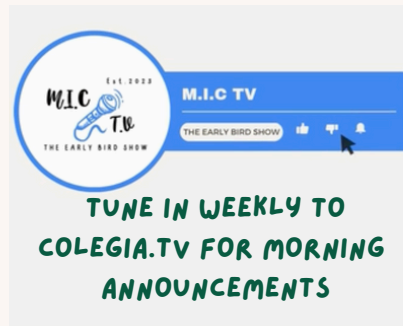 Est. 2023
M.I.C
T.V
THE EARLY BIRD SHOW
M.I.C TV
THE EARLY BIRD SHOW
TUNE IN WEEKLY TO
COLEGIA.TV FOR MORNING
ANNOUNCEMENTS